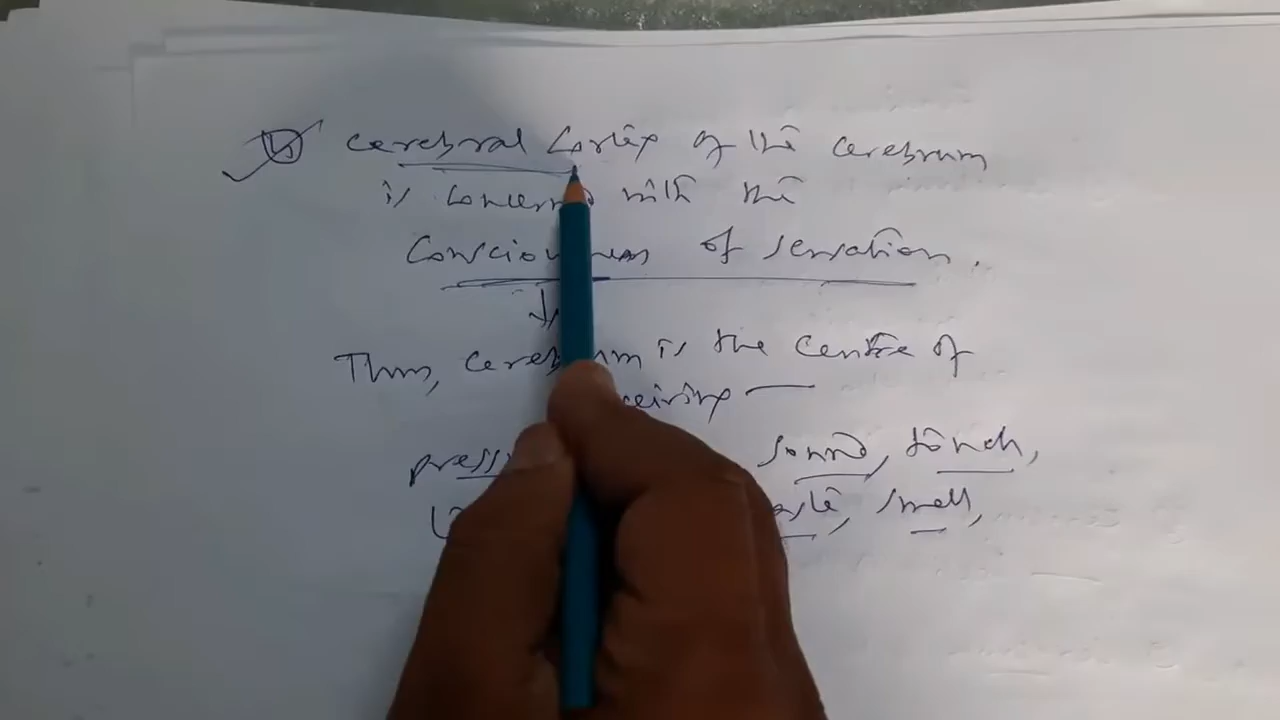 Cerebral Cortex of the cerebrum
is concerned with the
Consciousness of sensation.
Thus, cerebrum is the centre of
sound, touch,
smell,